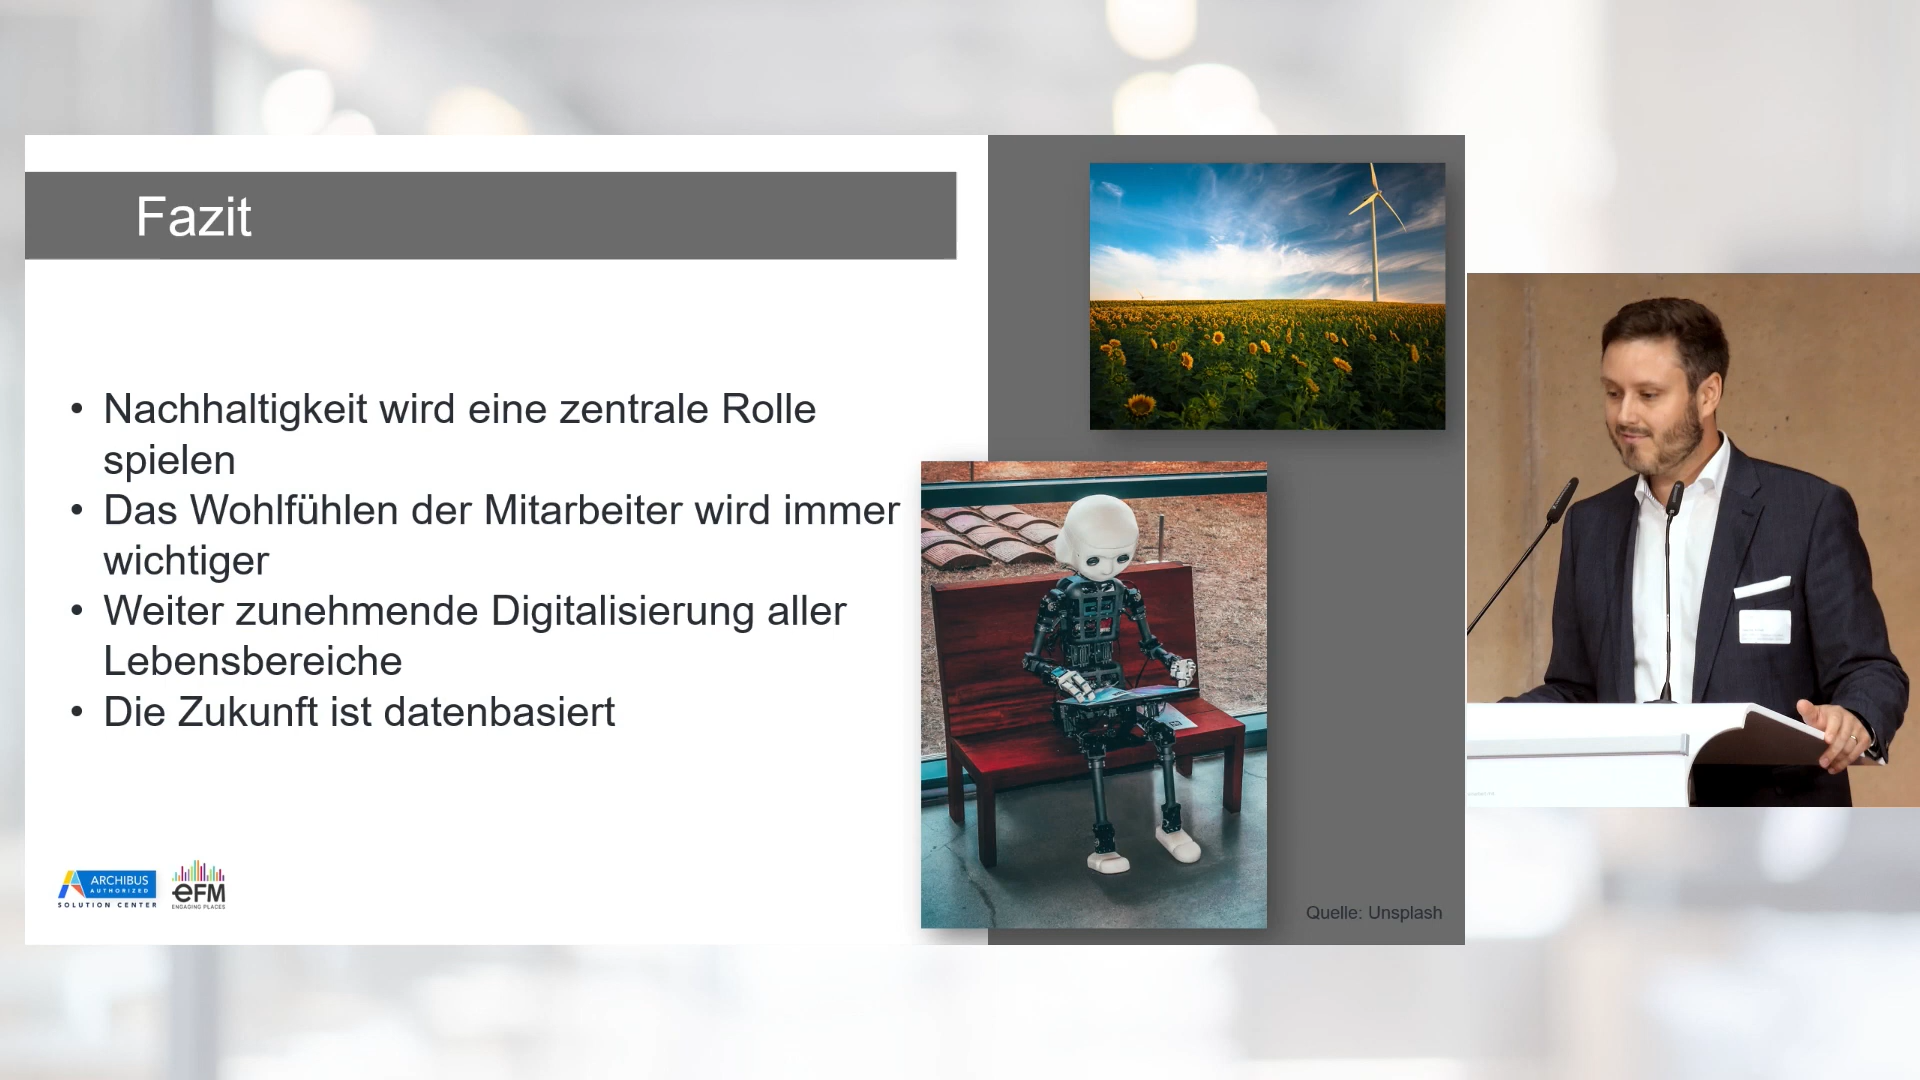 Fazit
• Nachhaltigkeit wird eine zentrale Rolle
spielen
• Das Wohlfühlen der Mitarbeiter wird immer
wichtiger
• Weiter zunehmende Digitalisierung aller
Lebensbereiche
• Die Zukunft ist datenbasiert
ARCHIBUS
AUTHORIZED
SOLUTION CENTER
eFM
ENGAGING PLACES
Quelle: Unsplash